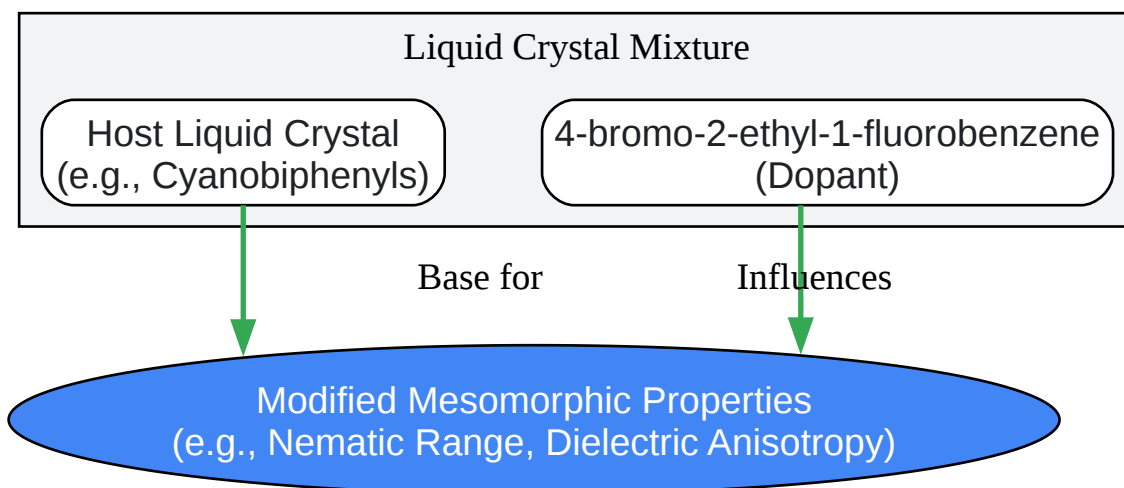 Liquid Crystal Mixture
Host Liquid Crystal
(e.g., Cyanobiphenyls)
4-bromo-2-ethyl-1-fluorobenzene
(Dopant)
Base for
Influences
Modified Mesomorphic Properties
(e.g., Nematic Range, Dielectric Anisotropy)